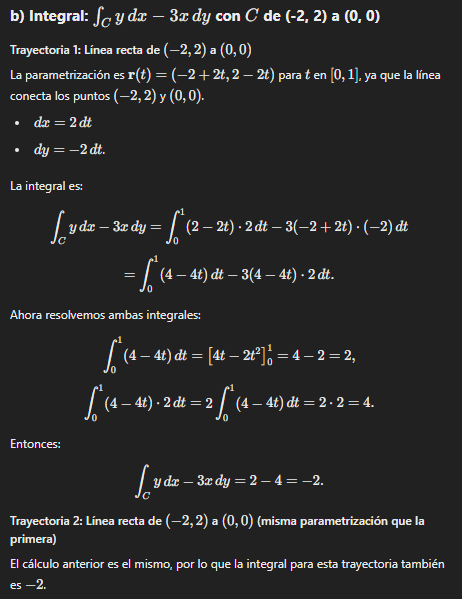 b) Integral: ∫_C y dx − 3x dy con C de (-2, 2) a (0, 0)
Trayectoria 1: Línea recta de (−2, 2) a (0, 0)
La parametrización es r(t) = (−2 + 2t, 2 − 2t) para t en [0, 1], ya que la línea
conecta los puntos (−2, 2) y (0, 0).
• dx = 2 dt
• dy = −2 dt.
La integral es:
∫_C y dx − 3x dy = ∫_0^1 (2 − 2t) · 2 dt − 3(−2 + 2t) · (−2) dt
= ∫_0^1 (4 − 4t) dt − 3(4 − 4t) · 2 dt.
Ahora resolvemos ambas integrales:
∫_0^1 (4 − 4t) dt = [4t − 2t²]_0^1 = 4 − 2 = 2,
∫_0^1 (4 − 4t) · 2 dt = 2 ∫_0^1 (4 − 4t) dt = 2 · 2 = 4.
Entonces:
∫_C y dx − 3x dy = 2 − 4 = −2.
Trayectoria 2: Línea recta de (−2, 2) a (0, 0) (misma parametrización que la
primera)
El cálculo anterior es el mismo, por lo que la integral para esta trayectoria también
es −2.